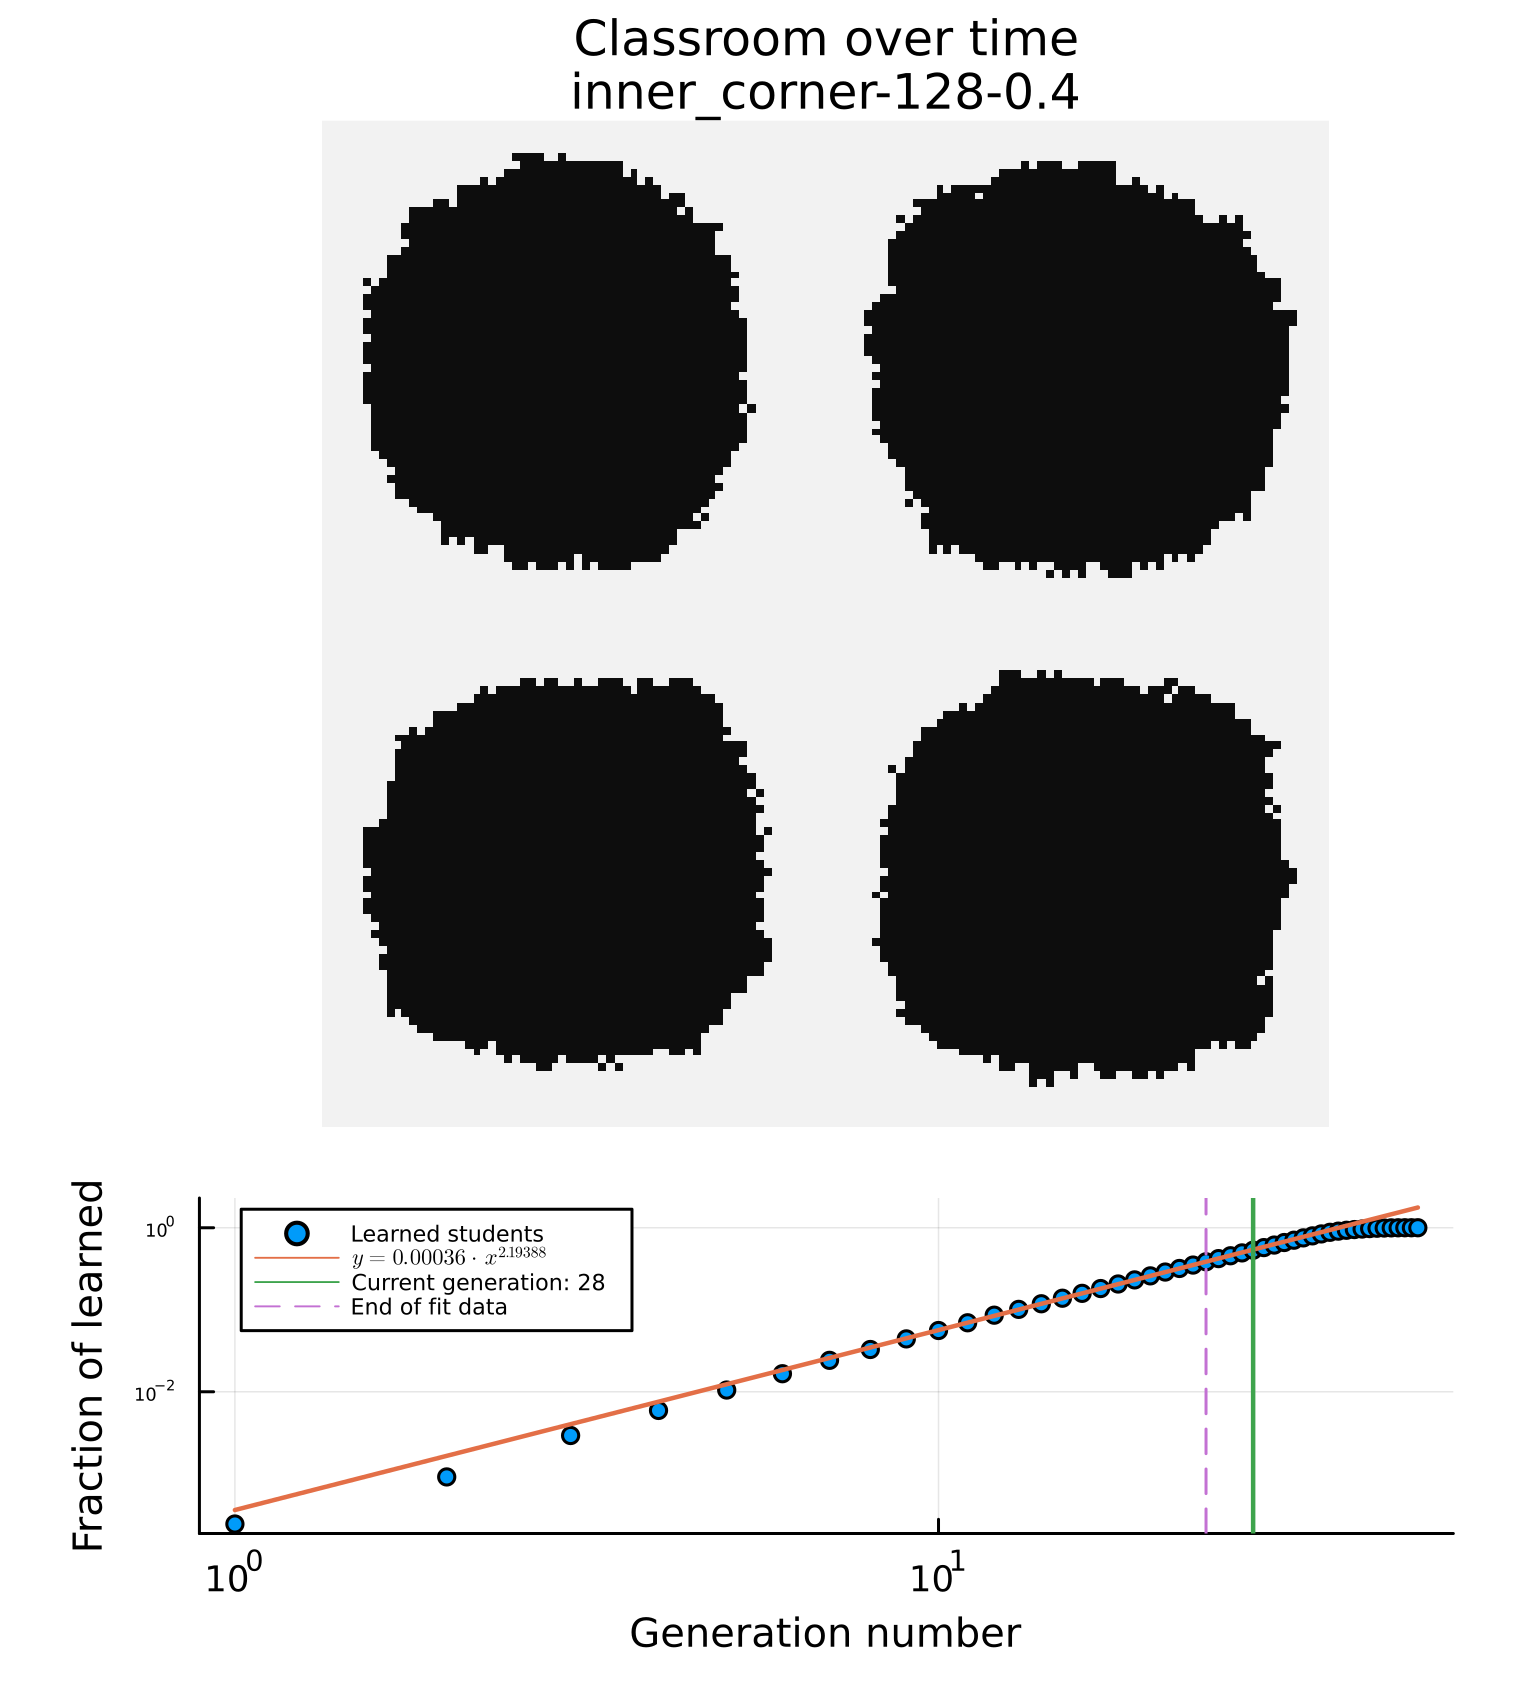 Classroom over time
inner_corner-128-0.4
Fraction of learned
10^0
10^−2
Learned students
y = 0.00036 · x^2.19388
Current generation: 28
End of fit data
10^0
10^1
Generation number